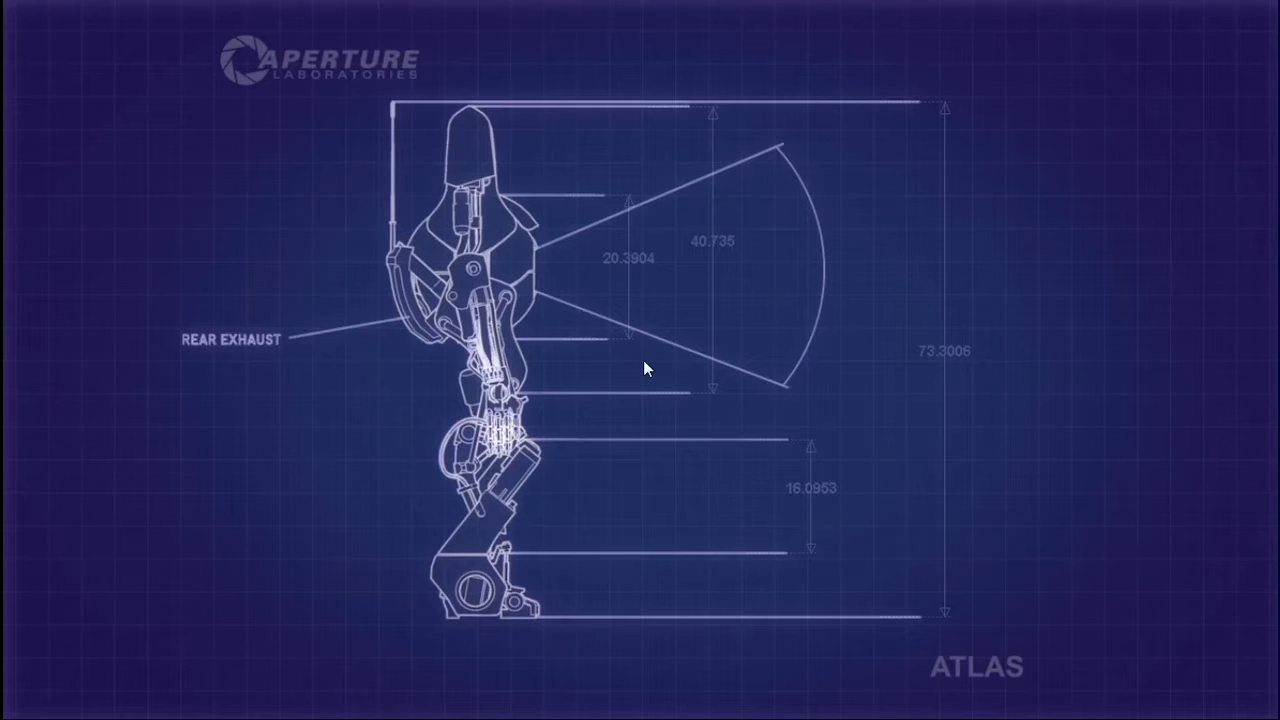 APERTURE
LABORATORIES
40.735
20.3904
REAR EXHAUST
73.3006
16.0953
ATLAS